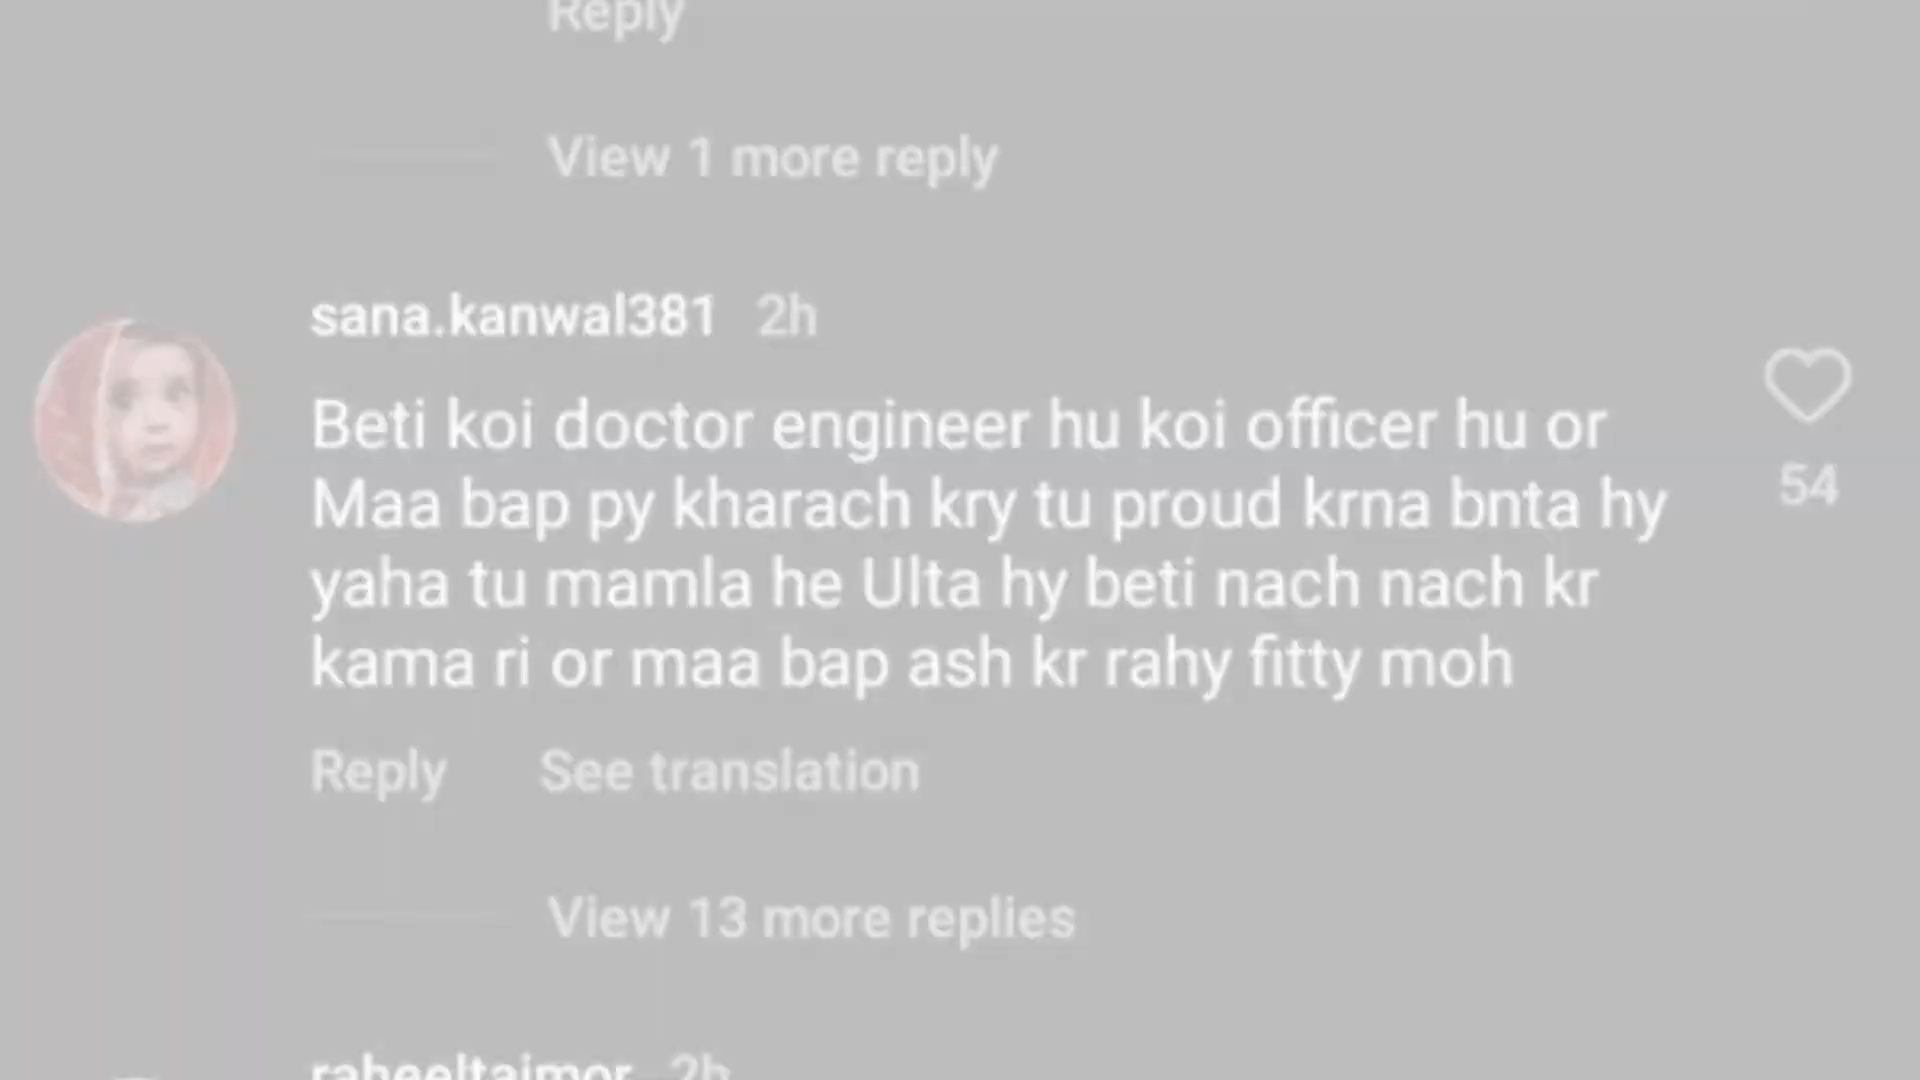 Reply
View 1 more reply
sana.kanwal381 2h
Beti koi doctor engineer hu koi officer hu or
Maa bap py kharach kry tu proud krna bnta hy
yaha tu mamla he Ulta hy beti nach nach kr
kama ri or maa bap ash kr rahy fitty moh
54
Reply See translation
View 13 more replies
raheeltaimor 2h